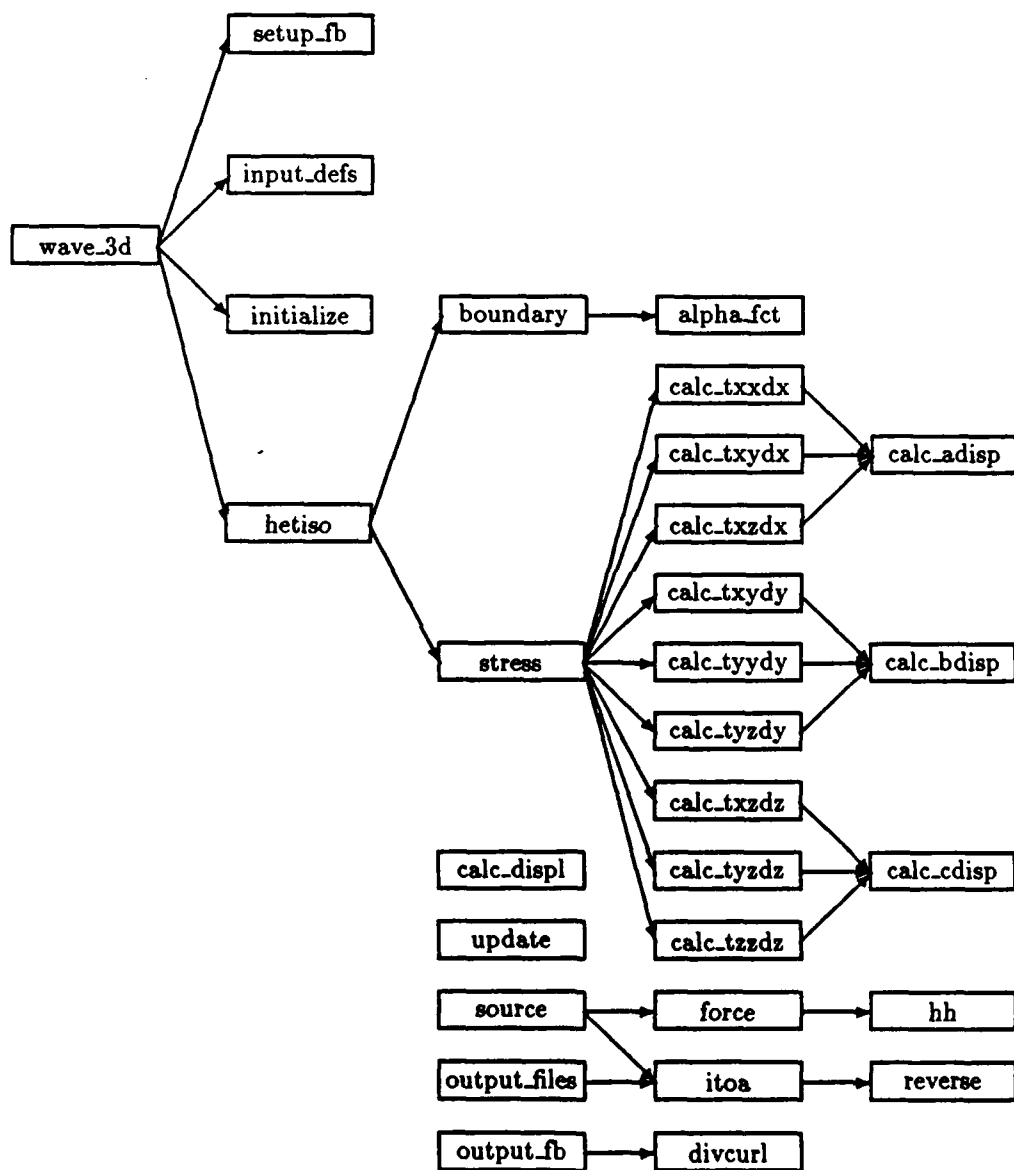 setup_fb
input_defs
wave_3d
initialize
boundary
alpha_fct
calc_txxdx
calc_txydx
calc_adisp
hetiso
calc_txzdx
calc_txydy
stress
calc_tyydy
calc_bdisp
calc_tyzdy
calc_txzdz
calc_displ
calc_tyzdz
calc_cdisp
update
calc_tzzdz
source
force
hh
output_files
itoa
reverse
output_fb
divcurl